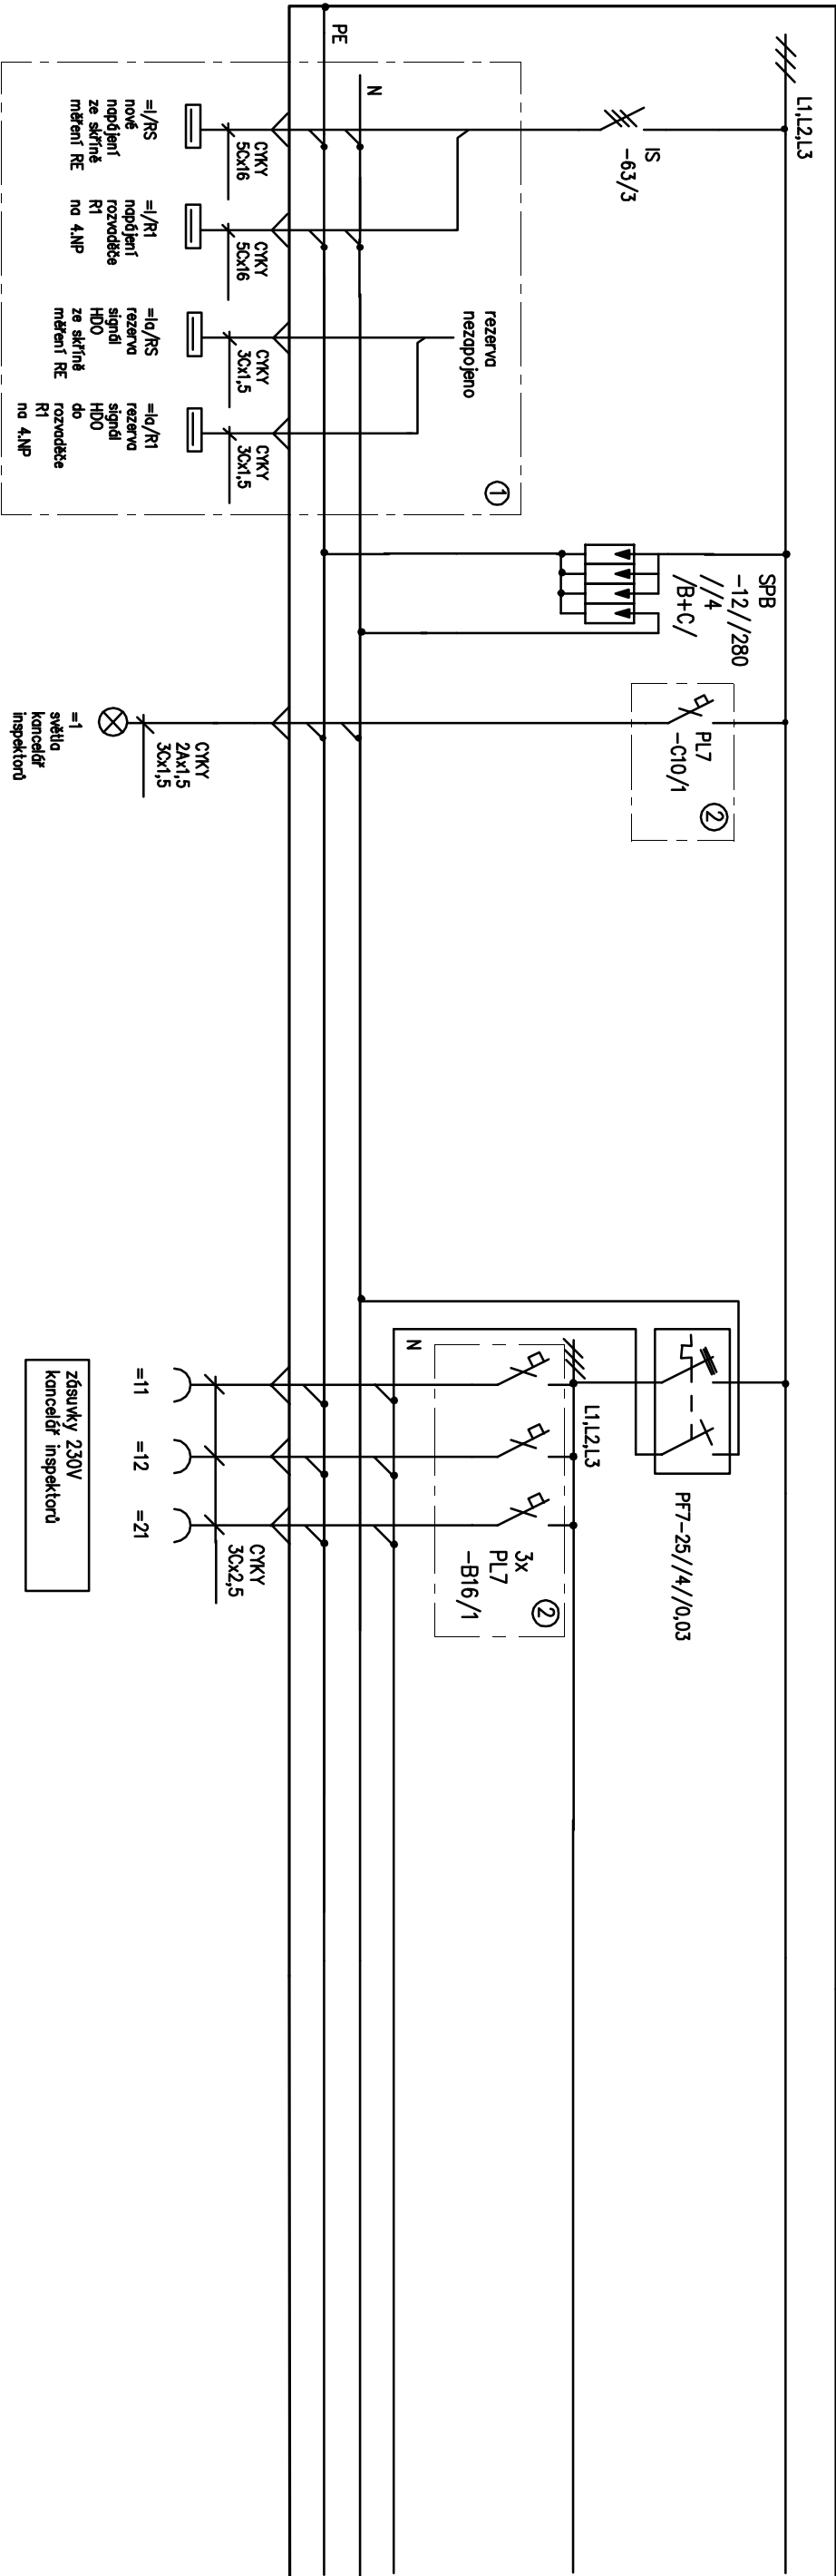 L1,L2,L3
PE
N
IS
-63/3
CYKY
5Cx16
=I/RS
nové
napájení
ze skříně
měření RE
CYKY
5Cx16
=I/R1
napájení
rozvaděče
R1
na 4.NP
rezerva
nezapojeno
CYKY
3Cx1,5
=Ia/RS
rezerva
signál
HDO
ze skříně
měření RE
CYKY
3Cx1,5
=Ia/R1
rezerva
signál
HDO
do
rozvaděče
R1
na 4.NP
1
SPB
-12//280
///4
/B+C/
PL7
-C10/1
2
CYKY
2Ax1,5
3Cx1,5
=1
světla
kancelář
inspektorů
PF7-25//4//0,03
L1,L2,L3
N
3x
PL7
-B16/1
2
CYKY
3Cx2,5
=11
=12
=21
zásuvky 230V
kancelář inspektorů